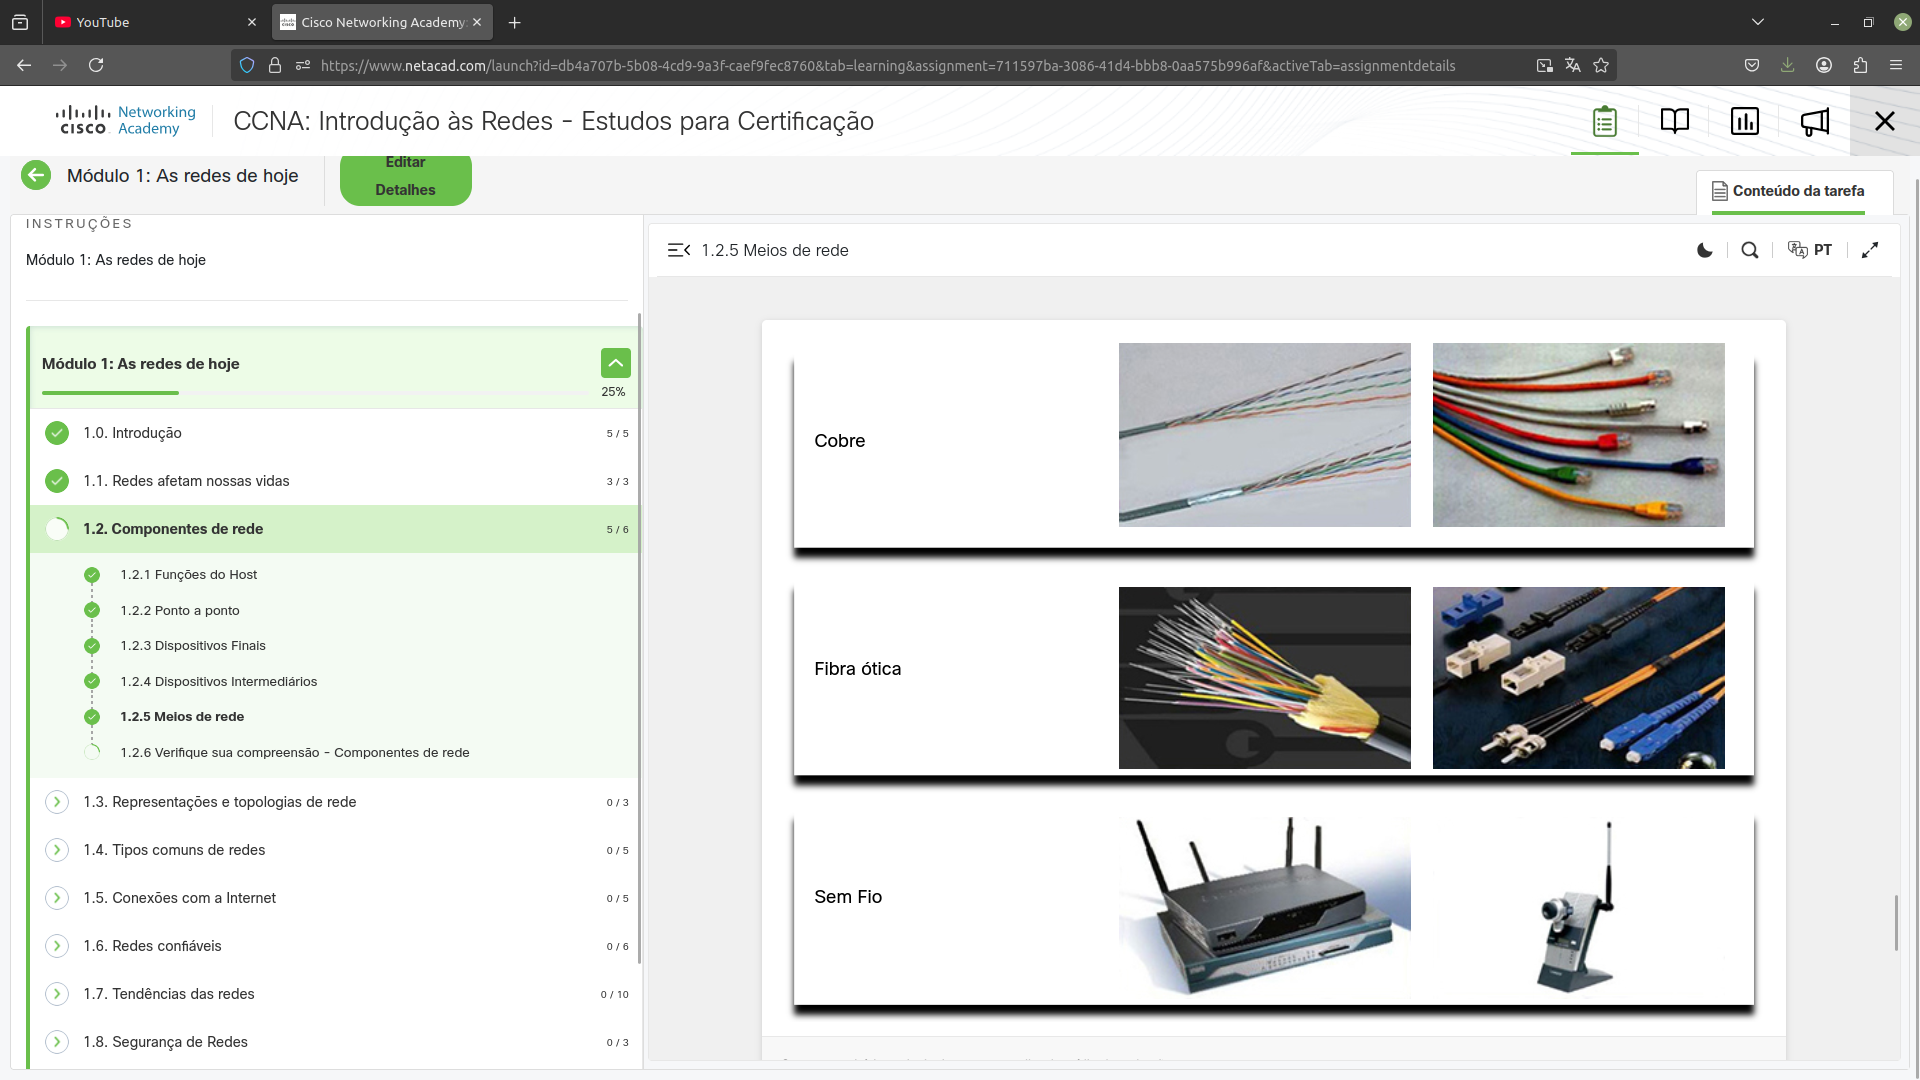 YouTube
Cisco Networking Academy:
https://www.netacad.com/launch?id=db4a707b-5b08-4cd9-9a3f-caef9fec8760&tab=learning&assignment=711597ba-3086-41d4-bbb8-0aa575b996af&activeTab=assignmentdetails
CISCO Networking Academy
CCNA: Introdução às Redes - Estudos para Certificação
Módulo 1: As redes de hoje
Editar
Detalhes
Conteúdo da tarefa
INSTRUÇÕES
Módulo 1: As redes de hoje
1.2.5 Meios de rede
PT
Módulo 1: As redes de hoje
25%
1.0. Introdução 5 / 5
1.1. Redes afetam nossas vidas 3 / 3
1.2. Componentes de rede 5 / 6
1.2.1 Funções do Host
1.2.2 Ponto a ponto
1.2.3 Dispositivos Finais
1.2.4 Dispositivos Intermediários
1.2.5 Meios de rede
1.2.6 Verifique sua compreensão - Componentes de rede
1.3. Representações e topologias de rede 0 / 3
1.4. Tipos comuns de redes 0 / 5
1.5. Conexões com a Internet 0 / 5
1.6. Redes confiáveis 0 / 6
1.7. Tendências das redes 0 / 10
1.8. Segurança de Redes 0 / 3
Cobre
Fibra ótica
Sem Fio